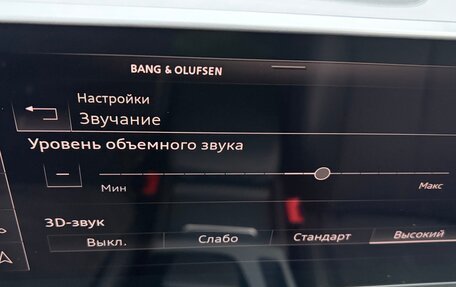 BANG & OLUFSEN
Настройки
Звучание
Уровень объемного звука
Мин Макс
3D-звук
Выкл. Слабо Стандарт Высокий